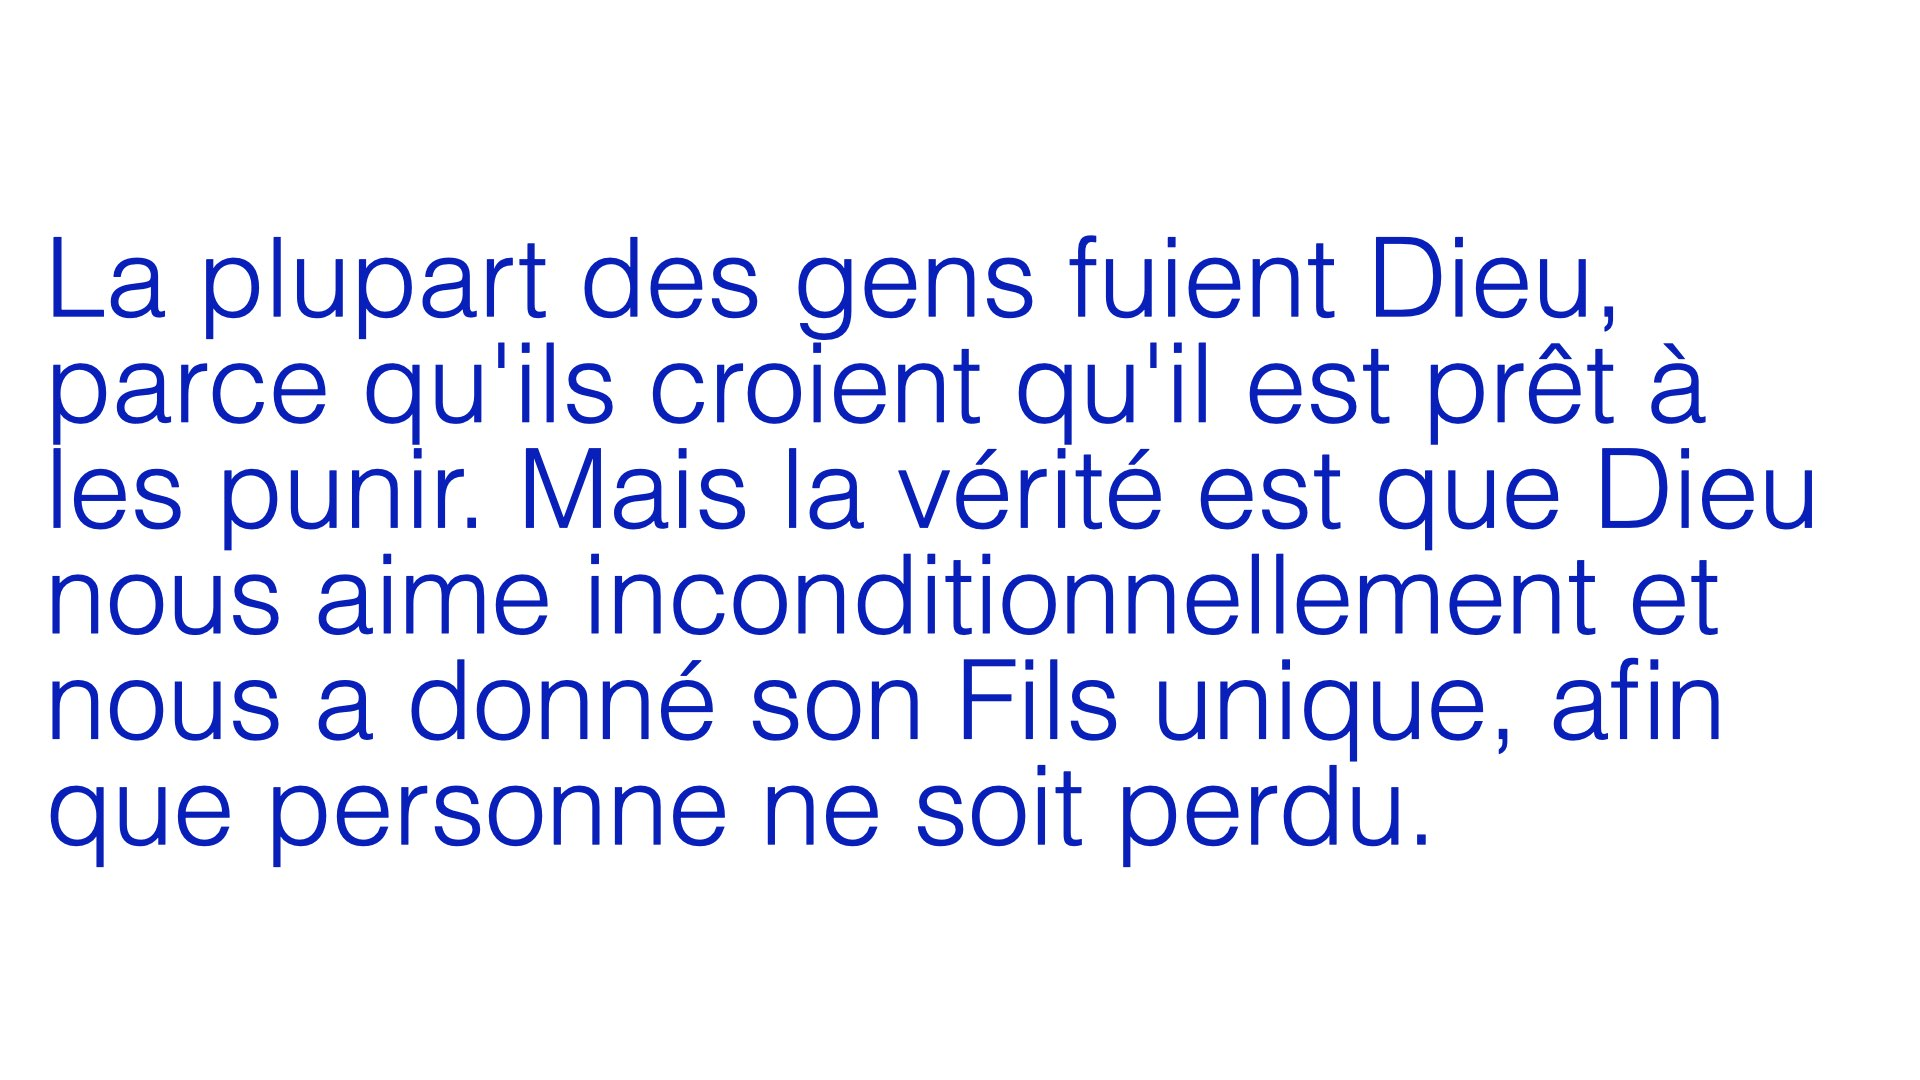 La plupart des gens fuient Dieu,
parce qu'ils croient qu'il est prêt à
les punir. Mais la vérité est que Dieu
nous aime inconditionnellement et
nous a donné son Fils unique, afin
que personne ne soit perdu.